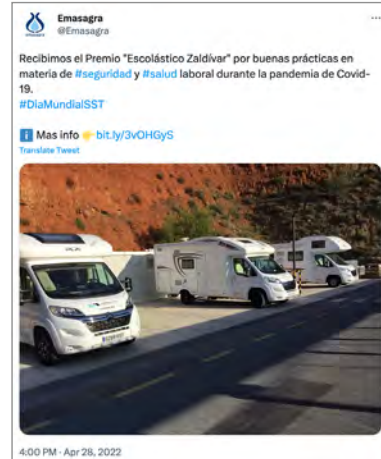 Emasagra
@Emasagra
Recibimos el Premio "Escolástico Zaldívar" por buenas prácticas en
materia de #seguridad y #salud laboral durante la pandemia de Covid-
19.
#DiaMundialSST
Mas info 👉 bit.ly/3vOHGyS
Translate Tweet
4:00 PM · Apr 28, 2022